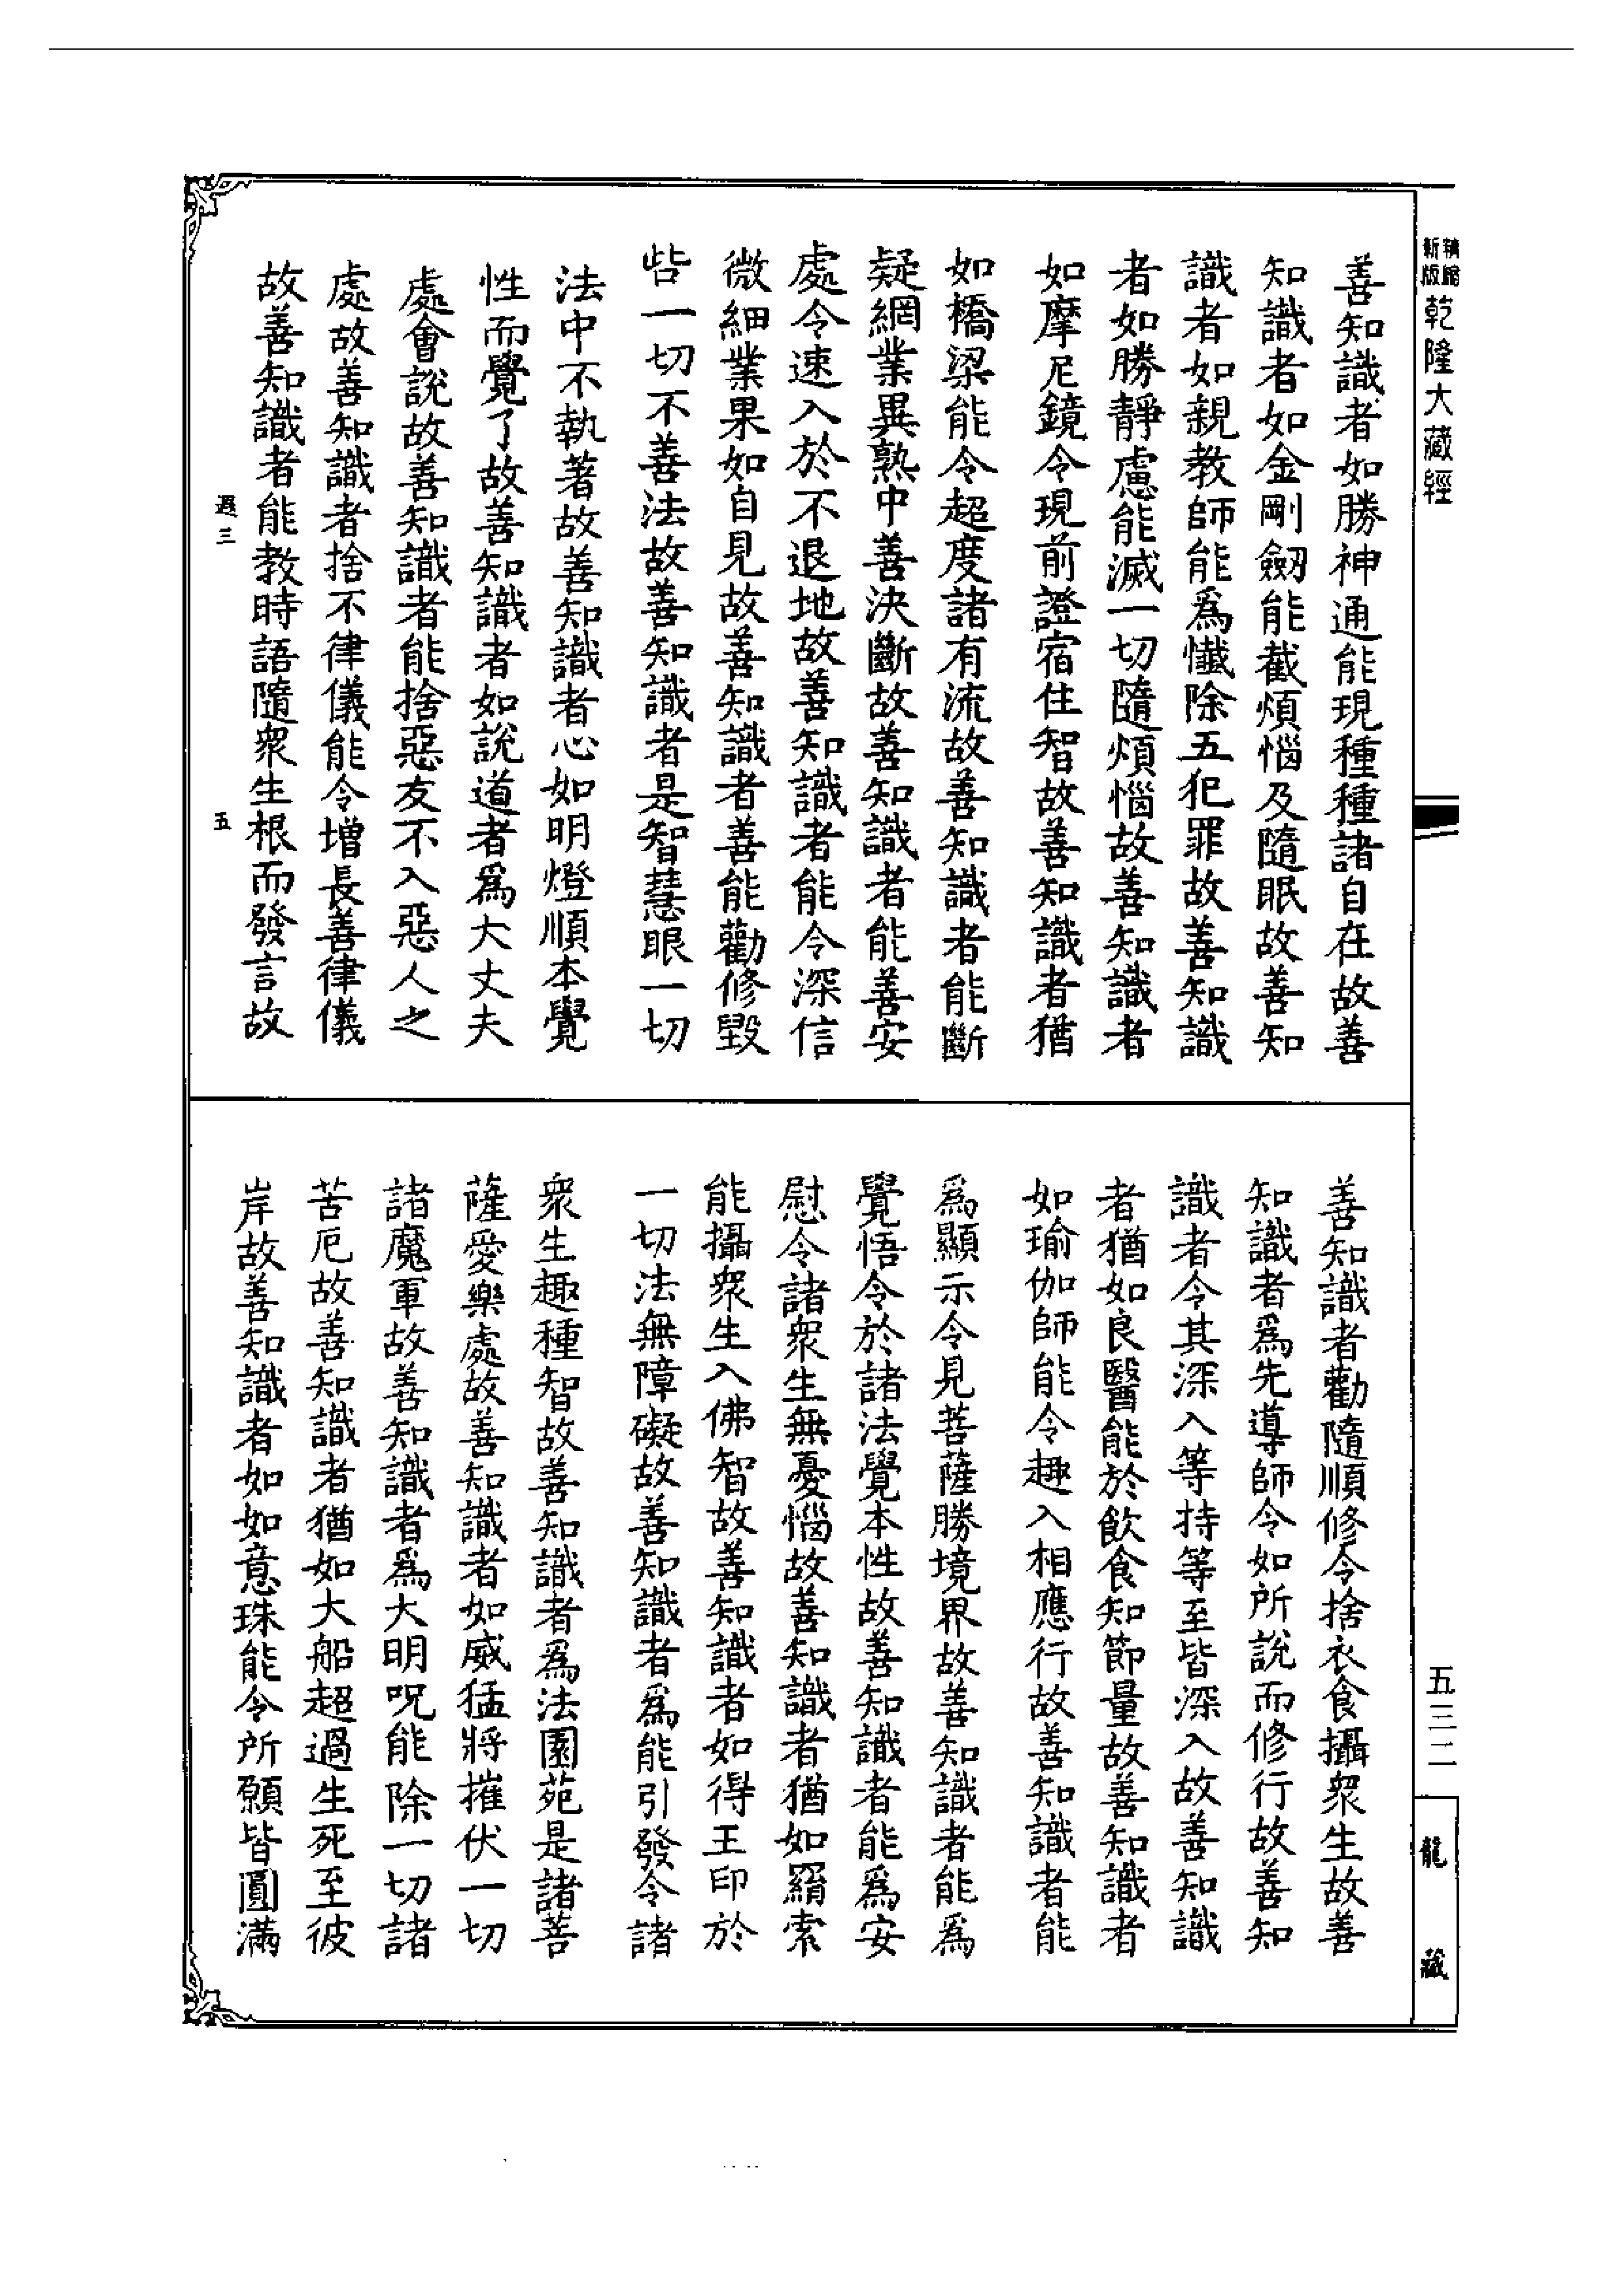 精縮
新版
乾隆大藏經
五三二
龍藏
善知識者如勝神通能現種種諸自在故善
知識者如金剛劒能截煩惱及隨眠故善知
識者如親教師能爲懺除五犯罪故善知識
者如勝靜慮能滅一切隨煩惱故善知識者
如摩尼鏡令現前證宿住智故善知識者猶
如橋梁能令超度諸有流故善知識者能斷
疑網業異熟中善決斷故善知識者能善安
處令速入於不退地故善知識者能令深信
微細業果如自見故善知識者善能勸修毀
呰一切不善法故善知識者是智慧眼一切
法中不執著故善知識者心如明燈順本覺
性而覺了故善知識者如說道者爲大丈夫
處會說故善知識者能捨惡友不入惡人之
處故善知識者捨不律儀能令增長善律儀
故善知識者能教時語隨衆生根而發言故
遐三
五
善知識者勸隨順修令捨衣食攝衆生故善
知識者爲先導師令如所說而修行故善知
識者令其深入等持等至皆深入故善知識
者猶如良醫能於飲食知節量故善知識者
如瑜伽師能令趣入相應行故善知識者能
爲顯示令見菩薩勝境界故善知識者能爲
覺悟令於諸法覺本性故善知識者能爲安
慰令諸衆生無憂惱故善知識者猶如羂索
能攝衆生入佛智故善知識者如得王印於
一切法無障礙故善知識者爲能引發令諸
衆生趣種智故善知識者爲法園苑是諸菩
薩愛樂處故善知識者如威猛將摧伏一切
諸魔軍故善知識者爲大明呪能除一切諸
苦厄故善知識者猶如大船超過生死至彼
岸故善知識者如如意珠能令所願皆圓滿